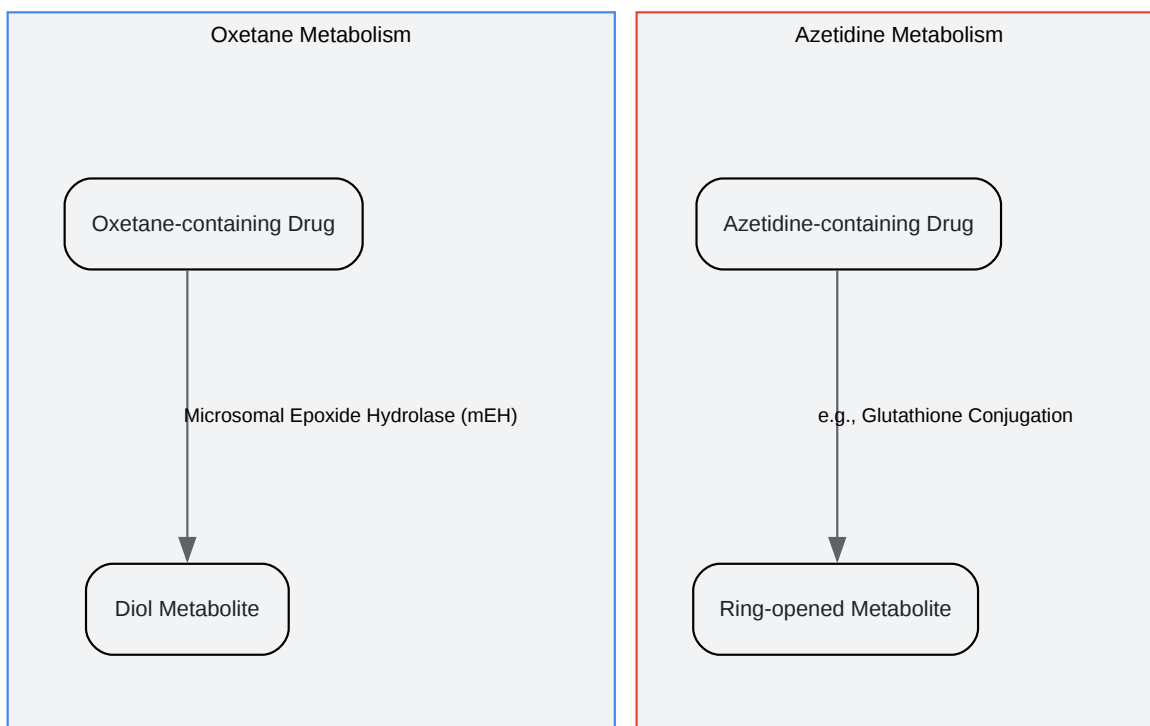 Oxetane Metabolism
Oxetane-containing Drug
Microsomal Epoxide Hydrolase (mEH)
Diol Metabolite
Azetidine Metabolism
Azetidine-containing Drug
e.g., Glutathione Conjugation
Ring-opened Metabolite